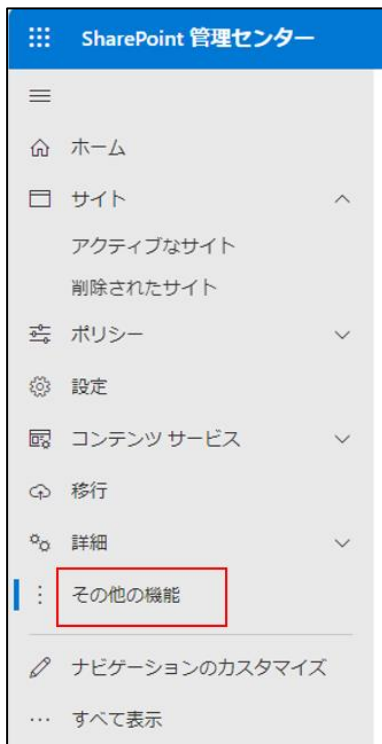 SharePoint 管理センター
ホーム
サイト
アクティブなサイト
削除されたサイト
ポリシー
設定
コンテンツ サービス
移行
詳細
その他の機能
ナビゲーションのカスタマイズ
すべて表示